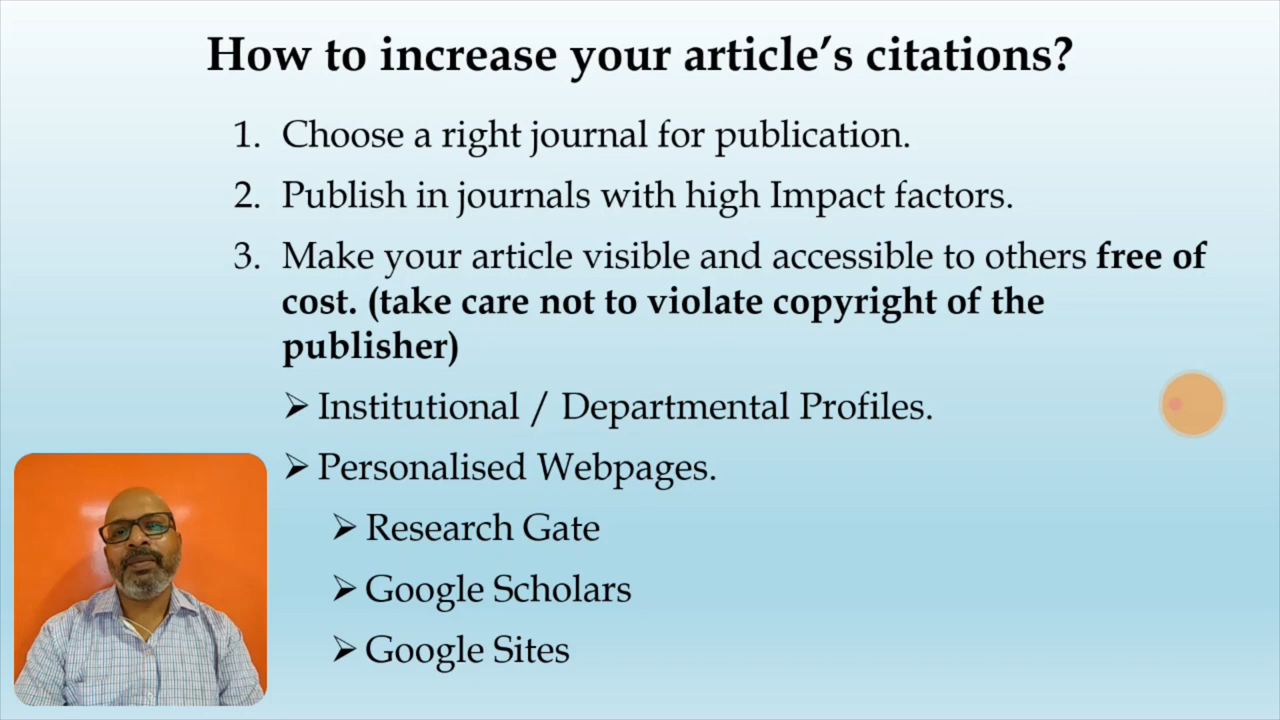 How to increase your article’s citations?
1. Choose a right journal for publication.
2. Publish in journals with high Impact factors.
3. Make your article visible and accessible to others free of
cost. (take care not to violate copyright of the
publisher)
➢ Institutional / Departmental Profiles.
➢ Personalised Webpages.
➢ Research Gate
➢ Google Scholars
➢ Google Sites